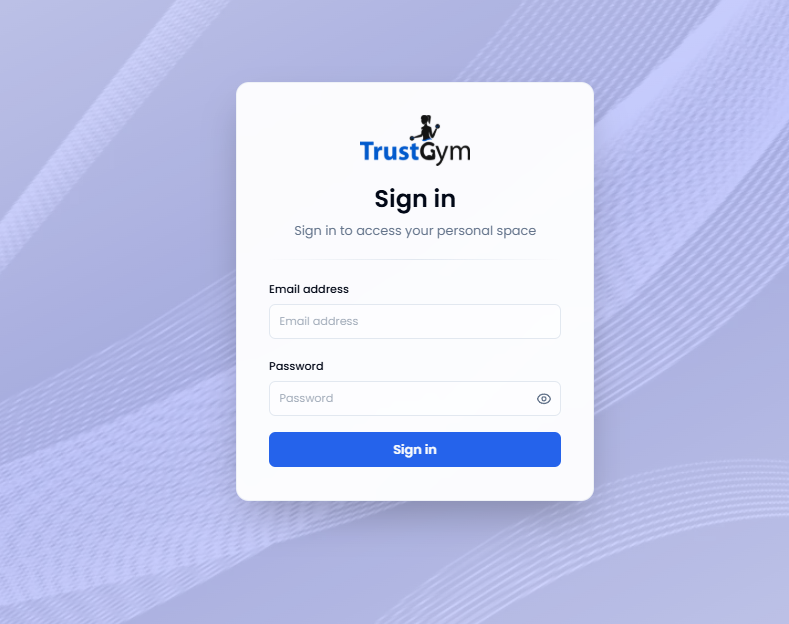 TrustGym
Sign in
Sign in to access your personal space
Email address
Email address
Password
Password
Sign in